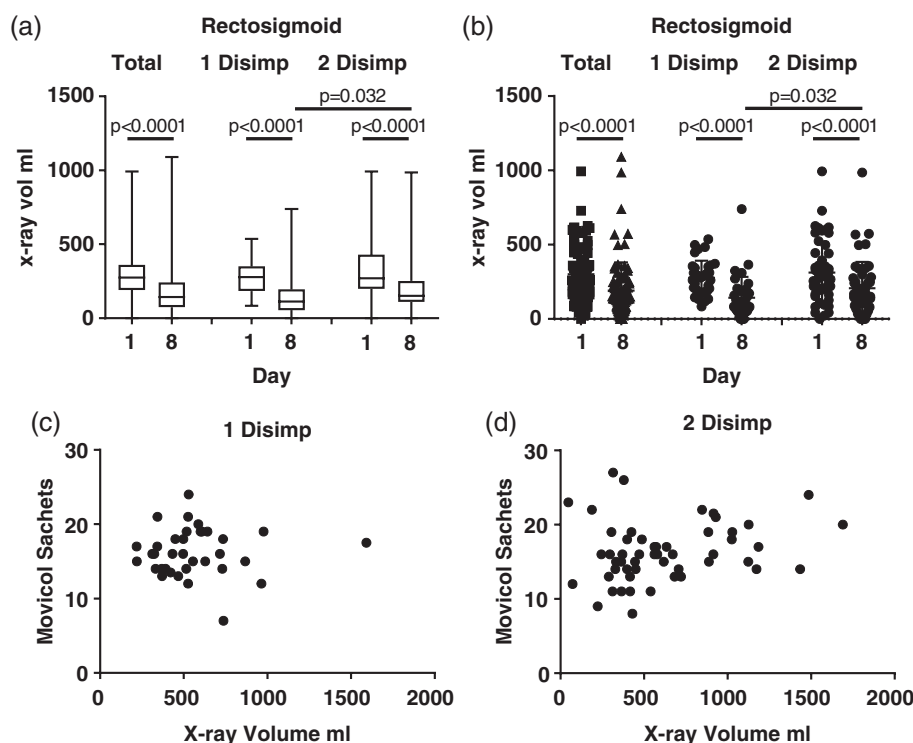 (a)
Rectosigmoid
Total 1 Disimp 2 Disimp
p=0.032
p<0.0001 p<0.0001 p<0.0001
x-ray vol ml
1500
1000
500
0
1 8 1 8 1 8
Day
(b)
Rectosigmoid
Total 1 Disimp 2 Disimp
p=0.032
p<0.0001 p<0.0001 p<0.0001
x-ray vol ml
1500
1000
500
0
1 8 1 8 1 8
Day
(c)
1 Disimp
Movicol Sachets
30
20
10
0
0 500 1000 1500 2000
X-ray Volume ml
(d)
2 Disimp
Movicol Sachets
30
20
10
0
0 500 1000 1500 2000
X-ray Volume ml